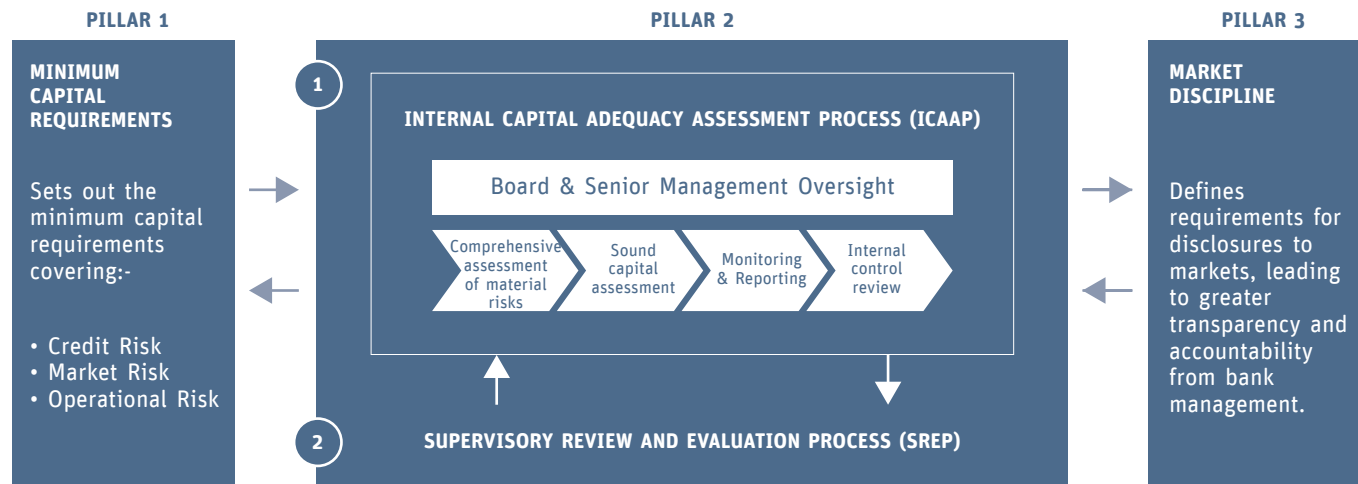 PILLAR 1
MINIMUM
CAPITAL
REQUIREMENTS
Sets out the
minimum capital
requirements
covering:-
• Credit Risk
• Market Risk
• Operational Risk
PILLAR 2
1
INTERNAL CAPITAL ADEQUACY ASSESSMENT PROCESS (ICAAP)
Board & Senior Management Oversight
Comprehensive
assessment
of material
risks
Sound
capital
assessment
Monitoring
& Reporting
Internal
control
review
2
SUPERVISORY REVIEW AND EVALUATION PROCESS (SREP)
PILLAR 3
MARKET
DISCIPLINE
Defines
requirements for
disclosures to
markets, leading
to greater
transparency and
accountability
from bank
management.